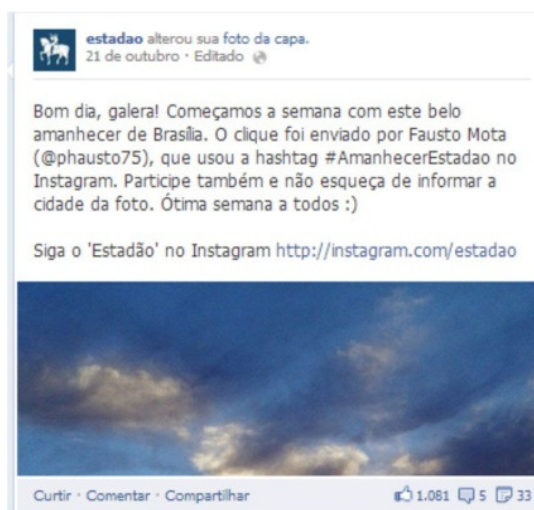 estadao alterou sua foto da capa.
21 de outubro · Editado
Bom dia, galera! Começamos a semana com este belo
amanhecer de Brasília. O clique foi enviado por Fausto Mota
(@phausto75), que usou a hashtag #AmanhecerEstadao no
Instagram. Participe também e não esqueça de informar a
cidade da foto. Ótima semana a todos :)
Siga o 'Estadão' no Instagram http://instagram.com/estadao
Curtir · Comentar · Compartilhar 1.081 5 33